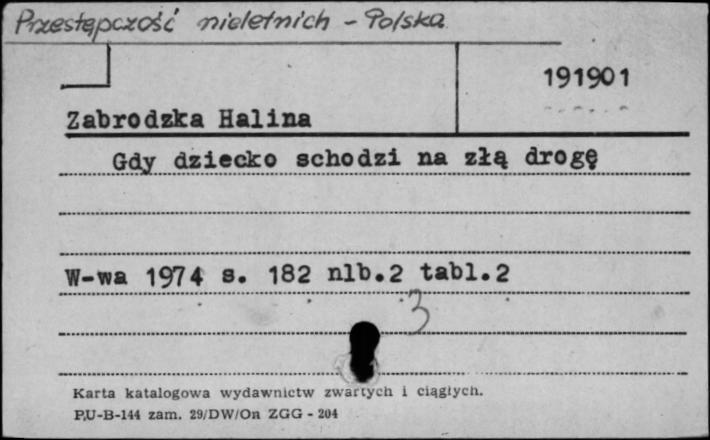 Przestępczość nieletnich - Polska
191901
Zabrodzka Halina
Gdy dziecko schodzi na złą drogę
W-wa 1974 s. 182 nlb.2 tabl.2
3
Karta katalogowa wydawnictw zwartych i ciągłych.
PU-B-144 zam. 29/DW/On ZGG - 204